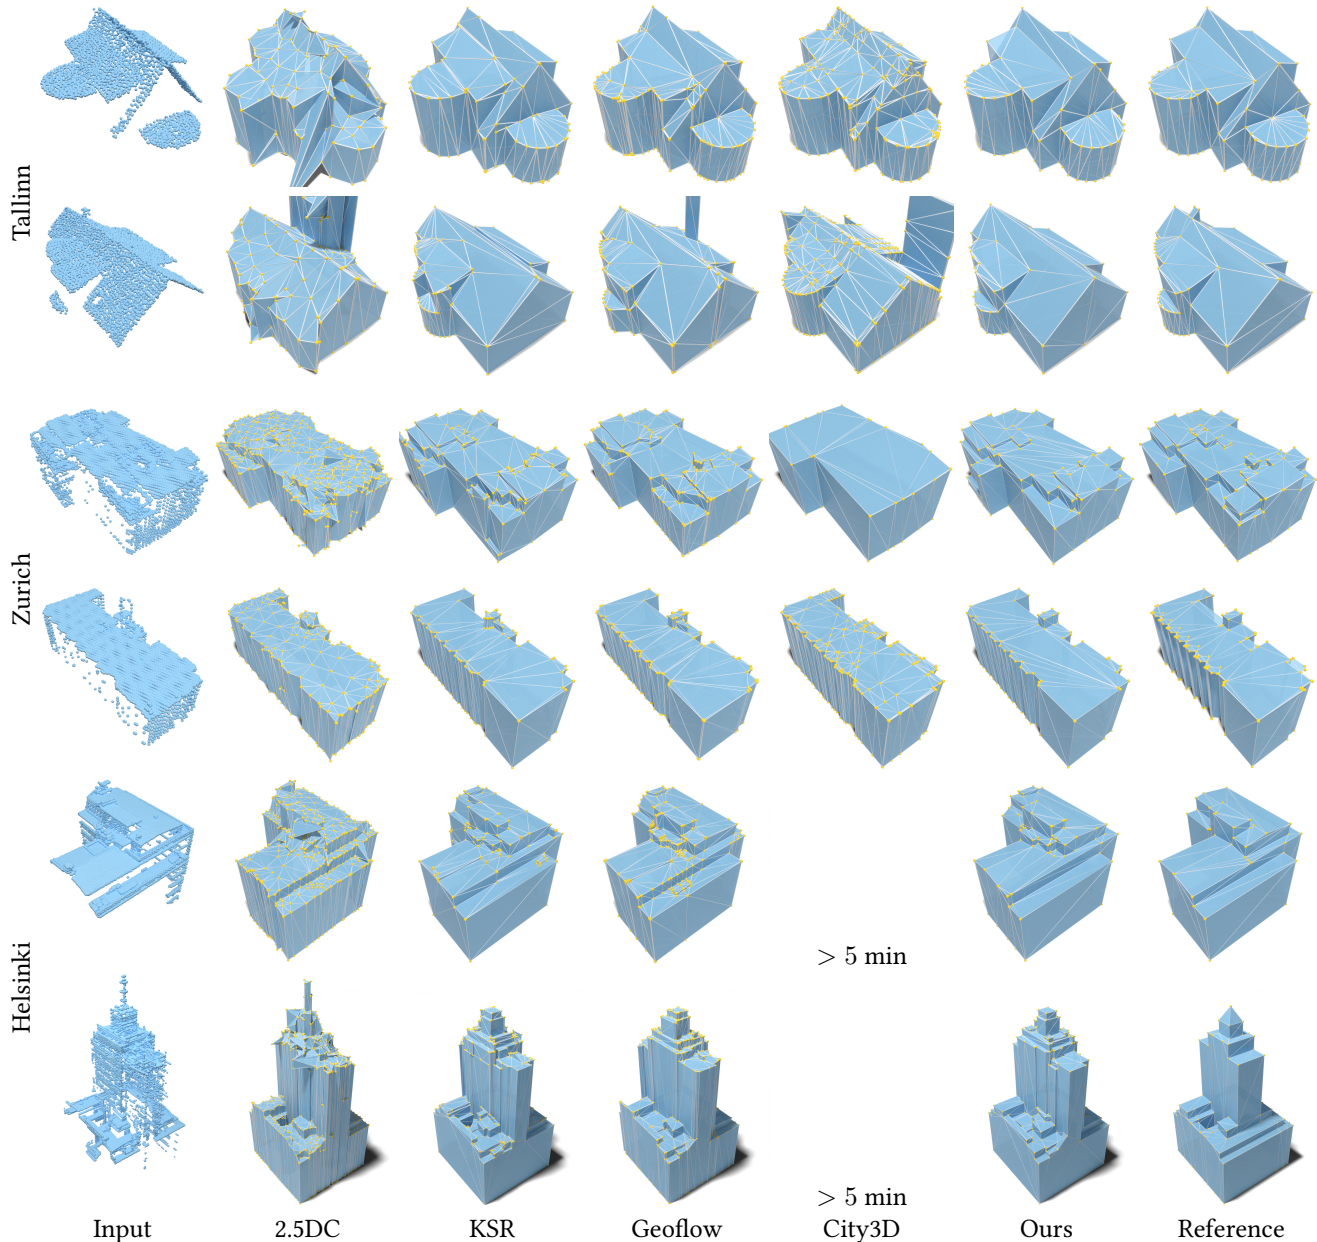 Tallinn
Zurich
Helsinki
> 5 min
> 5 min
Input
2.5DC
KSR
Geoflow
City3D
Ours
Reference